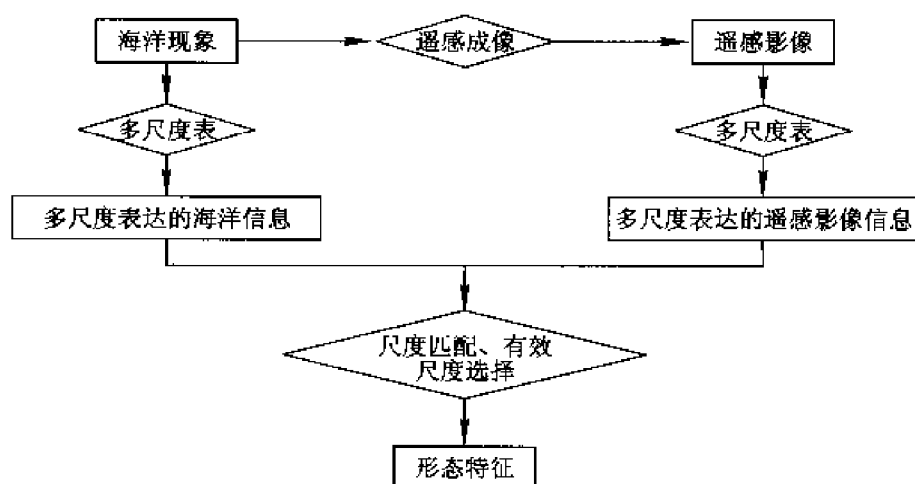 海洋现象
遥感成像
遥感影像
多尺度表
多尺度表
多尺度表达的海洋信息
多尺度表达的遥感影像信息
尺度匹配、有效
尺度选择
形态特征